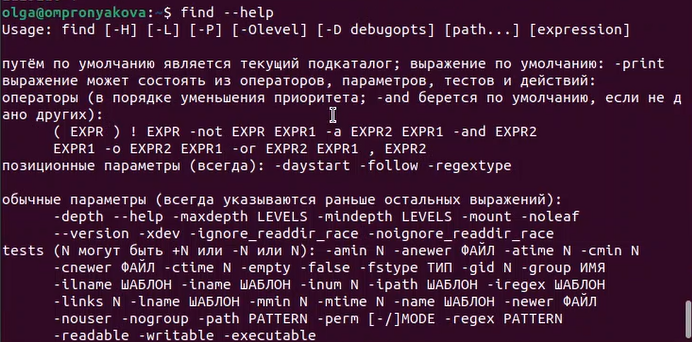 olga@ompronyakova:~$ find --help
Usage: find [-H] [-L] [-P] [-Olevel] [-D debugopts] [path...] [expression]
путём по умолчанию является текущий подкаталог; выражение по умолчанию: -print
выражение может состоять из операторов, параметров, тестов и действий:
операторы (в порядке уменьшения приоритета; -and берется по умолчанию, если не д
ано других):
( EXPR ) ! EXPR -not EXPR EXPR1 -a EXPR2 EXPR1 -and EXPR2
EXPR1 -o EXPR2 EXPR1 -or EXPR2 EXPR1 , EXPR2
позиционные параметры (всегда): -daystart -follow -regextype
обычные параметры (всегда указываются раньше остальных выражений):
-depth --help -maxdepth LEVELS -mindepth LEVELS -mount -noleaf
--version -xdev -ignore_readdir_race -noignore_readdir_race
tests (N могут быть +N или -N или N): -amin N -anewer ФАЙЛ -atime N -cmin N
-cnewer ФАЙЛ -ctime N -empty -false -fstype ТИП -gid N -group ИМЯ
-ilname ШАБЛОН -iname ШАБЛОН -inum N -ipath ШАБЛОН -iregex ШАБЛОН
-links N -lname ШАБЛОН -mmin N -mtime N -name ШАБЛОН -newer ФАЙЛ
-nouser -nogroup -path PATTERN -perm [-/]MODE -regex PATTERN
-readable -writable -executable